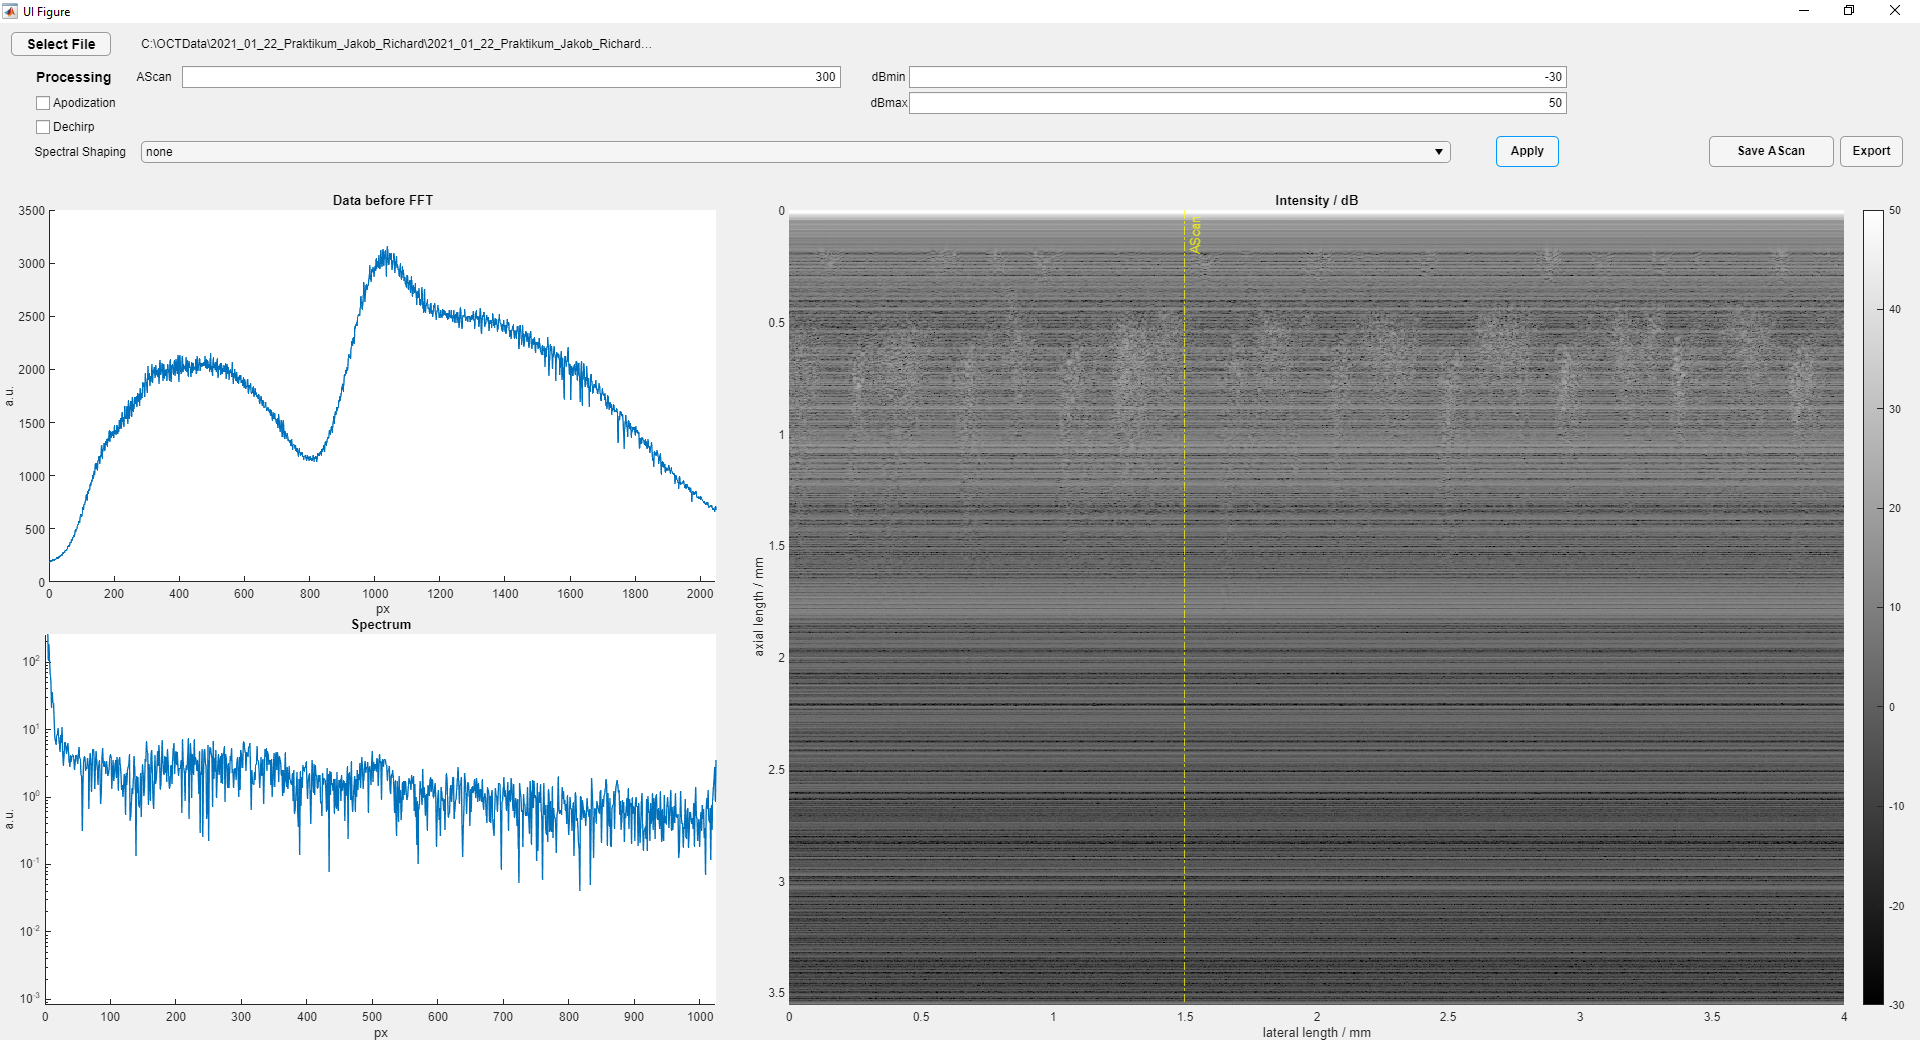 UI Figure
Select File
C:\OCTData\2021_01_22_Praktikum_Jakob_Richard\2021_01_22_Praktikum_Jakob_Richard...
Processing
AScan
300
dBmin
-30
Apodization
dBmax
50
Dechirp
Spectral Shaping
none
Apply
Save AScan
Export
Data before FFT
3500
3000
2500
2000
1500
1000
500
0
a.u.
0 200 400 600 800 1000 1200 1400 1600 1800 2000
px
Spectrum
10^2
10^1
10^0
10^-1
10^-2
10^-3
a.u.
0 100 200 300 400 500 600 700 800 900 1000
px
Intensity / dB
AScan
0
0.5
1
1.5
2
2.5
3
3.5
axial length / mm
0 0.5 1 1.5 2 2.5 3 3.5 4
lateral length / mm
50
40
30
20
10
0
-10
-20
-30